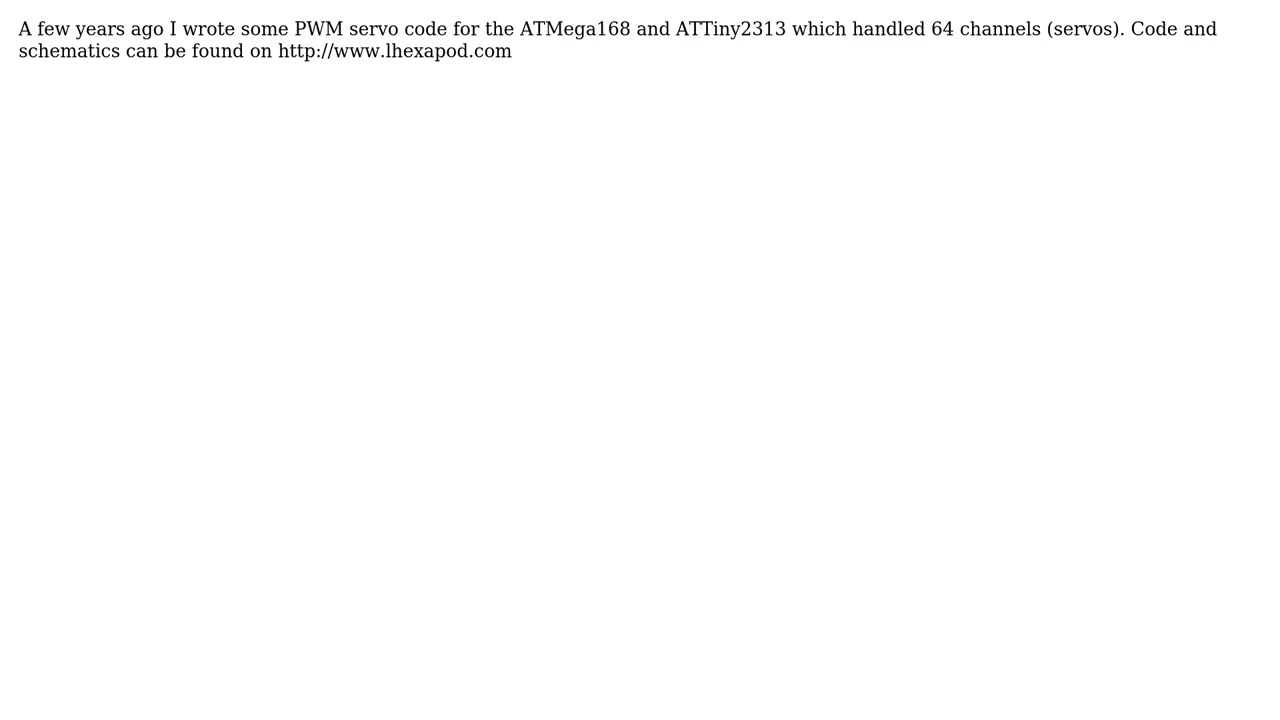 A few years ago I wrote some PWM servo code for the ATMega168 and ATTiny2313 which handled 64 channels (servos). Code and
schematics can be found on http://www.lhexapod.com